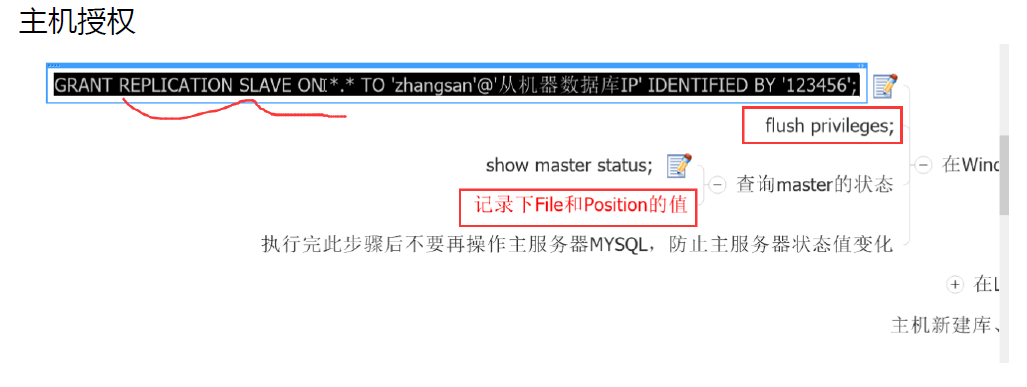 主机授权
GRANT REPLICATION SLAVE ON *.* TO 'zhangsan'@'从机器数据库IP' IDENTIFIED BY '123456';
flush privileges;
show master status;
在Wind
查询master的状态
记录下File和Position的值
执行完此步骤后不要再操作主服务器MYSQL，防止主服务器状态值变化
在L
主机新建库、